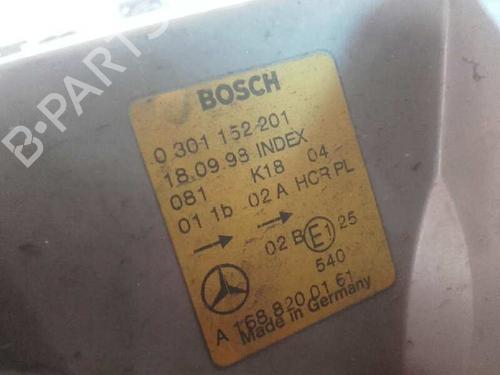 B-PARTS
BOSCH
0 301 152 201
18.09.98 INDEX
081 K18 04
01 1b 02 A HCR PL
02 B E1 25
540
A 168 820 01 61
Made in Germany